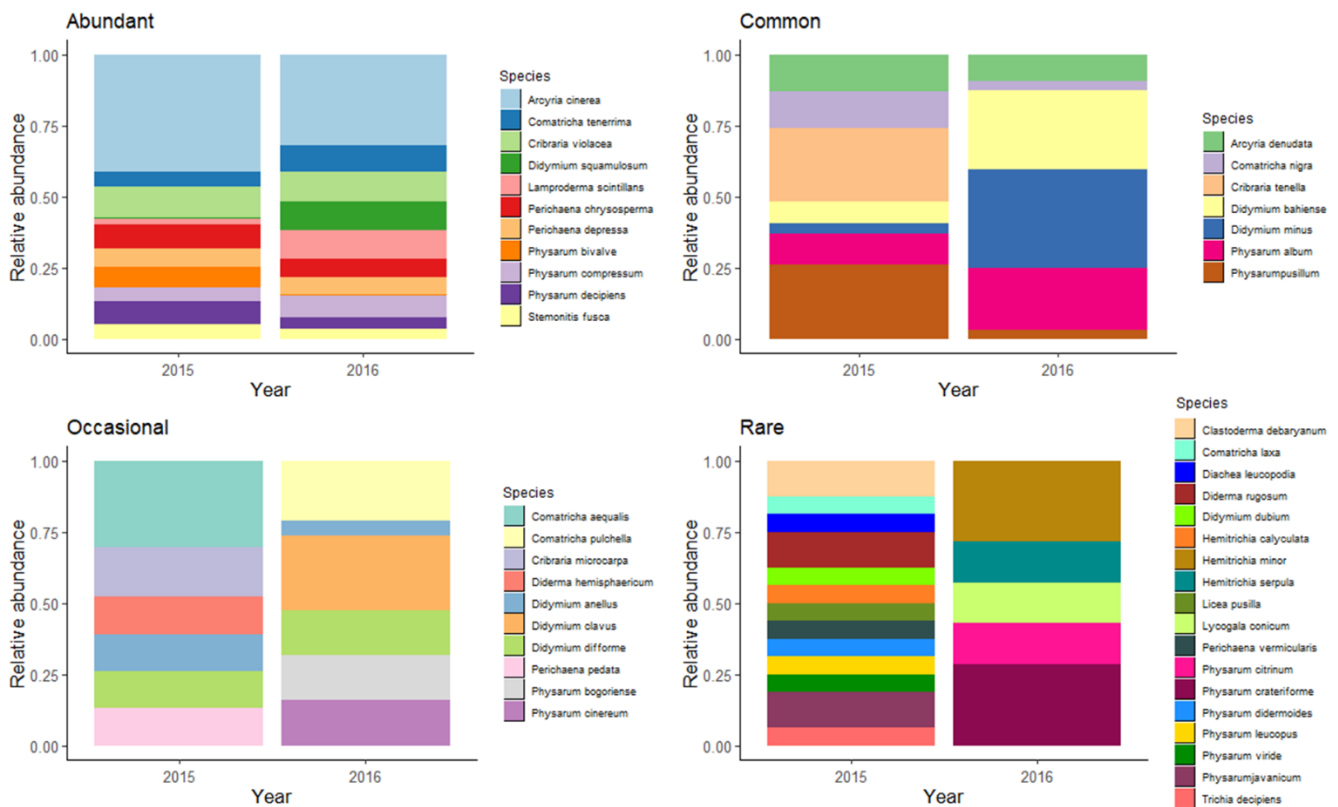 Abundant
Relative abundance
1.00
0.75
0.50
0.25
0.00
2015
2016
Year
Species
Arcyria cinerea
Comatricha tenerrima
Cribraria violacea
Didymium squamulosum
Lamproderma scintillans
Perichaena chrysosperma
Perichaena depressa
Physarum bivalve
Physarum compressum
Physarum decipiens
Stemonitis fusca
Common
Relative abundance
1.00
0.75
0.50
0.25
0.00
2015
2016
Year
Species
Arcyria denudata
Comatricha nigra
Cribraria tenella
Didymium bahiense
Didymium minus
Physarum album
Physarumpusillum
Occasional
Relative abundance
1.00
0.75
0.50
0.25
0.00
2015
2016
Year
Species
Comatricha aequalis
Comatricha pulchella
Cribraria microcarpa
Diderma hemisphaericum
Didymium anellus
Didymium clavus
Didymium difforme
Perichaena pedata
Physarum bogoriense
Physarum cinereum
Rare
Relative abundance
1.00
0.75
0.50
0.25
0.00
2015
2016
Year
Species
Clastoderma debaryanum
Comatricha laxa
Diachea leucopodia
Diderma rugosum
Didymium dubium
Hemitrichia calyculata
Hemitrichia minor
Hemitrichia serpula
Licea pusilla
Lycogala conicum
Perichaena vermicularis
Physarum citrinum
Physarum crateriforme
Physarum didermoides
Physarum leucopus
Physarum viride
Physarumjavanicum
Trichia decipiens